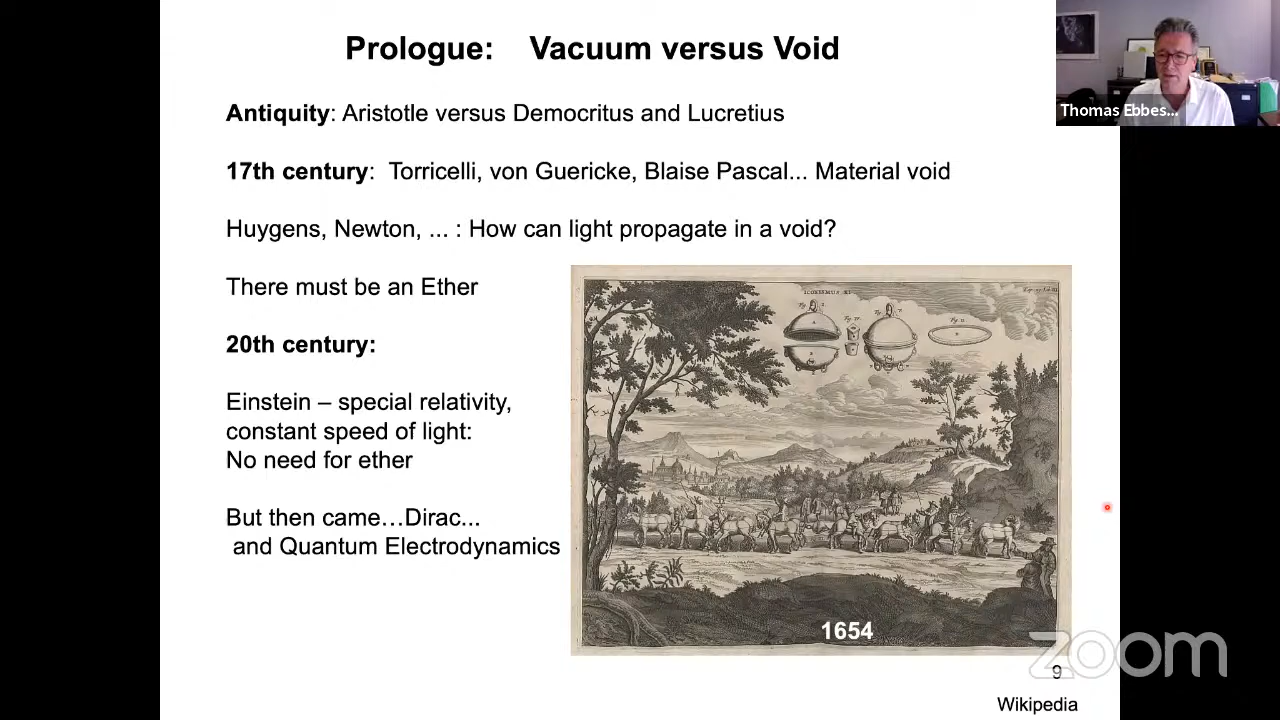 Prologue: Vacuum versus Void
Thomas Ebbes...
Antiquity: Aristotle versus Democritus and Lucretius
17th century: Torricelli, von Guericke, Blaise Pascal... Material void
Huygens, Newton, ... : How can light propagate in a void?
There must be an Ether
20th century:
Einstein – special relativity,
constant speed of light:
No need for ether
But then came…Dirac...
and Quantum Electrodynamics
1654
zoom
9
Wikipedia